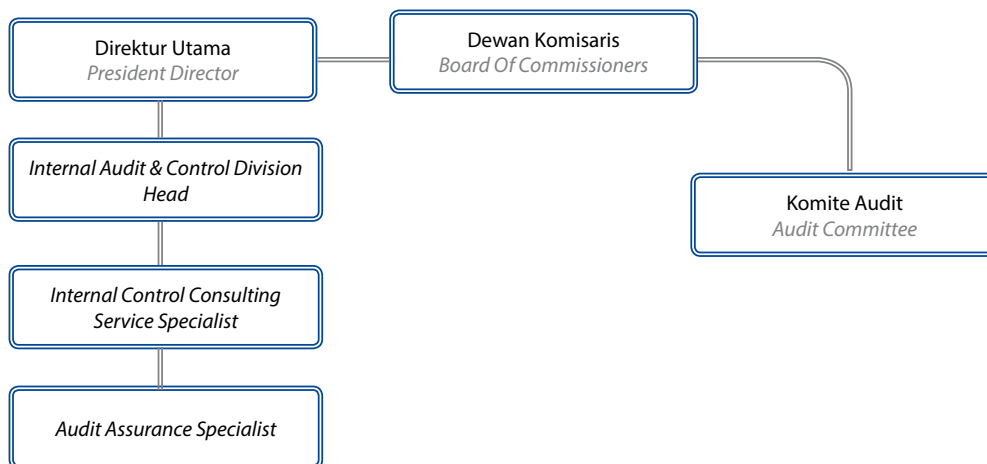 Direktur Utama
President Director
Dewan Komisaris
Board Of Commissioners
Internal Audit & Control Division
Head
Komite Audit
Audit Committee
Internal Control Consulting
Service Specialist
Audit Assurance Specialist